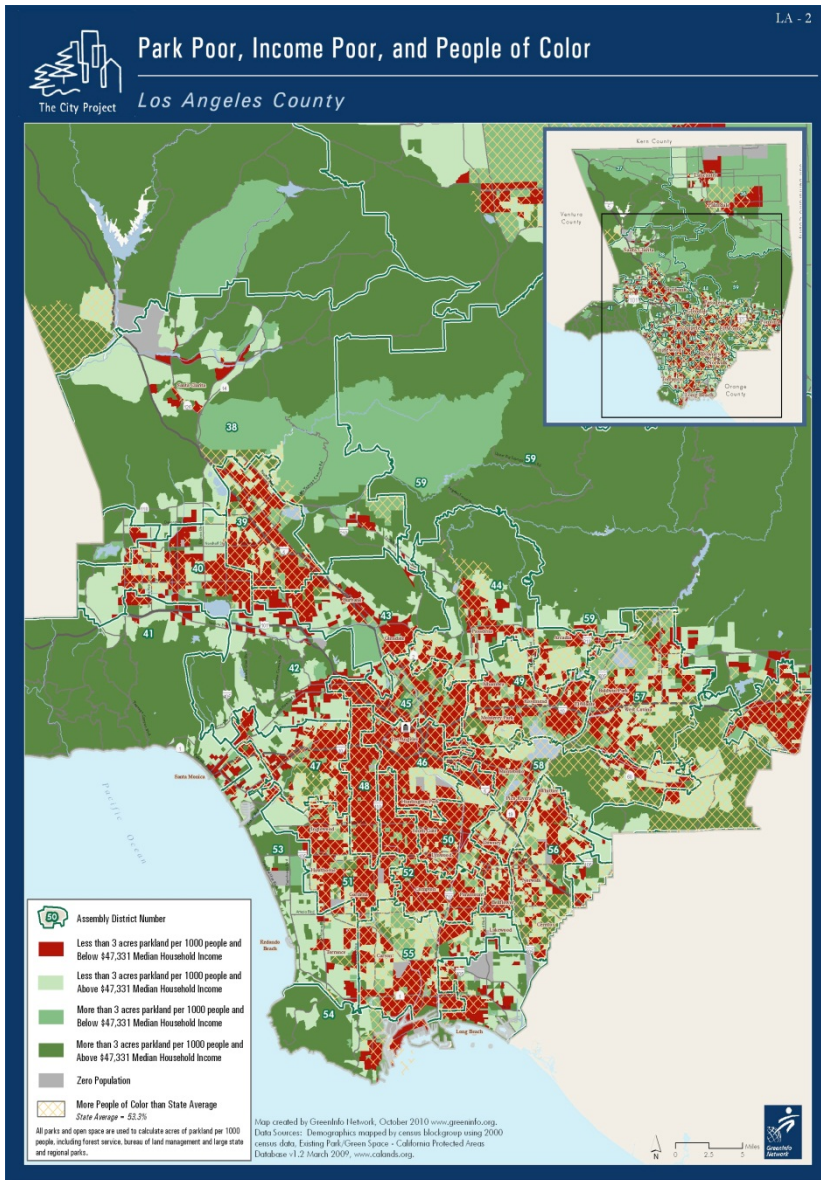 LA - 2
Park Poor, Income Poor, and People of Color
The City Project
Los Angeles County
Kern County
Ventura
County
Orange
County
38
59
59
39
40
44
43
59
41
42
49
57
45
47
46
58
48
53
50
56
51
52
55
54
Santa Monica
Pacific Ocean
Redondo
Beach
Torrance
Lakewood
Long Beach
50
Assembly District Number
Less than 3 acres parkland per 1000 people and
Below $47,331 Median Household Income
Less than 3 acres parkland per 1000 people and
Above $47,331 Median Household Income
More than 3 acres parkland per 1000 people and
Below $47,331 Median Household Income
More than 3 acres parkland per 1000 people and
Above $47,331 Median Household Income
Zero Population
More People of Color than State Average
State Average = 53.3%
All parks and open space are used to calculate acres of parkland per 1000
people, including forest service, bureau of land management and large state
and regional parks.
Map created by GreenInfo Network, October 2010 www.greeninfo.org.
Data Sources: Demographics mapped by census blockgroup using 2000
census data, Existing Park/Green Space - California Protected Areas
Database v1.2 March 2009, www.calands.org.
N
Miles
0 2.5 5
GreenInfo
Network